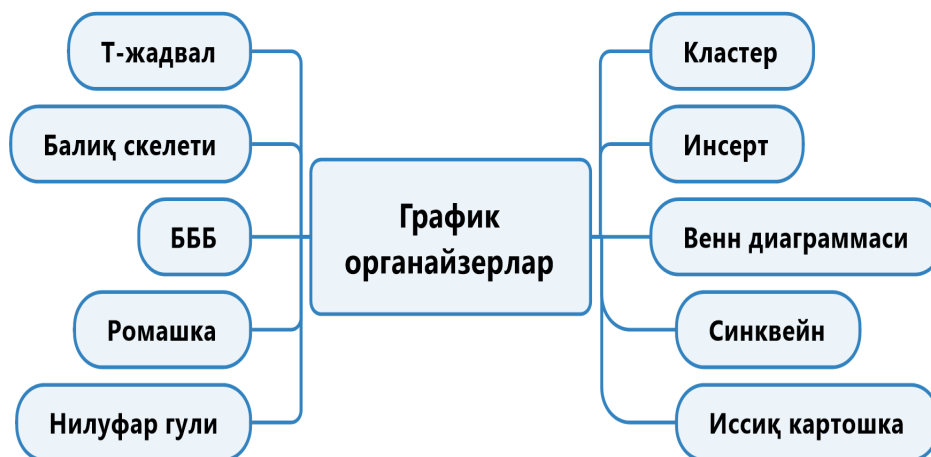 Т-жадвал
Балиқ скелети
БББ
Ромашка
Нилуфар гули
График
органайзерлар
Кластер
Инсерт
Венн диаграммаси
Синквейн
Иссиқ картошка